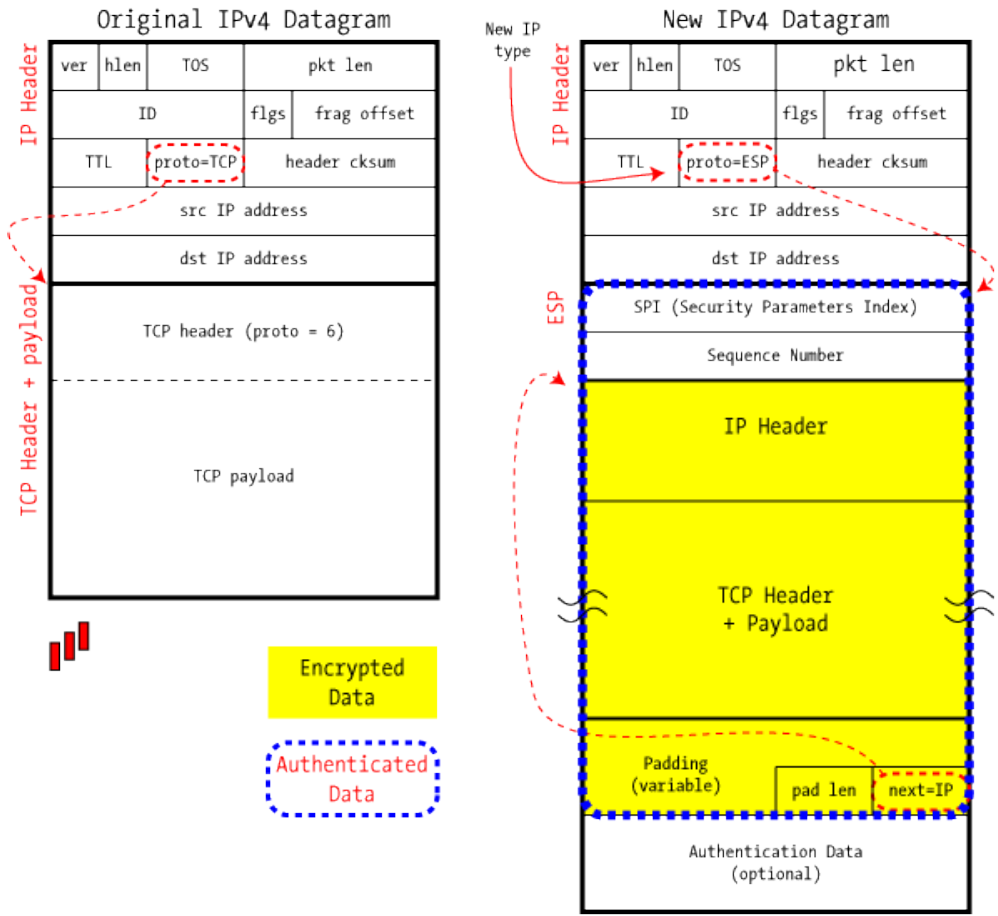 Original IPv4 Datagram
IP Header
ver hlen TOS pkt len
ID flgs frag offset
TTL proto=TCP header cksum
src IP address
dst IP address
TCP Header + payload
TCP header (proto = 6)
TCP payload
Encrypted
Data
Authenticated
Data
New IPv4 Datagram
New IP
type
IP Header
ver hlen TOS pkt len
ID flgs frag offset
TTL proto=ESP header cksum
src IP address
dst IP address
ESP
SPI (Security Parameters Index)
Sequence Number
IP Header
TCP Header
+ Payload
Padding
(variable)
pad len next=IP
Authentication Data
(optional)